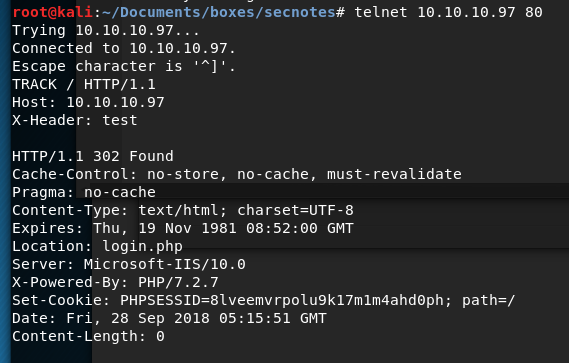 root@kali:~/Documents/boxes/secnotes# telnet 10.10.10.97 80
Trying 10.10.10.97...
Connected to 10.10.10.97.
Escape character is '^]'.
TRACK / HTTP/1.1
Host: 10.10.10.97
X-Header: test

HTTP/1.1 302 Found
Cache-Control: no-store, no-cache, must-revalidate
Pragma: no-cache
Content-Type: text/html; charset=UTF-8
Expires: Thu, 19 Nov 1981 08:52:00 GMT
Location: login.php
Server: Microsoft-IIS/10.0
X-Powered-By: PHP/7.2.7
Set-Cookie: PHPSESSID=8lveemvrpolu9k17m1m4ahd0ph; path=/
Date: Fri, 28 Sep 2018 05:15:51 GMT
Content-Length: 0